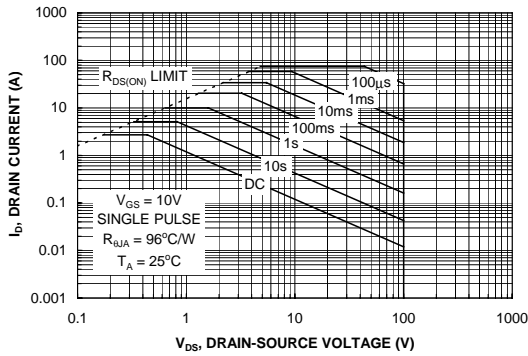 1000
100
10
1
0.1
0.01
0.001
I_D, DRAIN CURRENT (A)
R_DS(ON) LIMIT
100μs
1ms
10ms
100ms
1s
10s
DC
V_GS = 10V
SINGLE PULSE
R_θJA = 96°C/W
T_A = 25°C
0.1 1 10 100 1000
V_DS, DRAIN-SOURCE VOLTAGE (V)